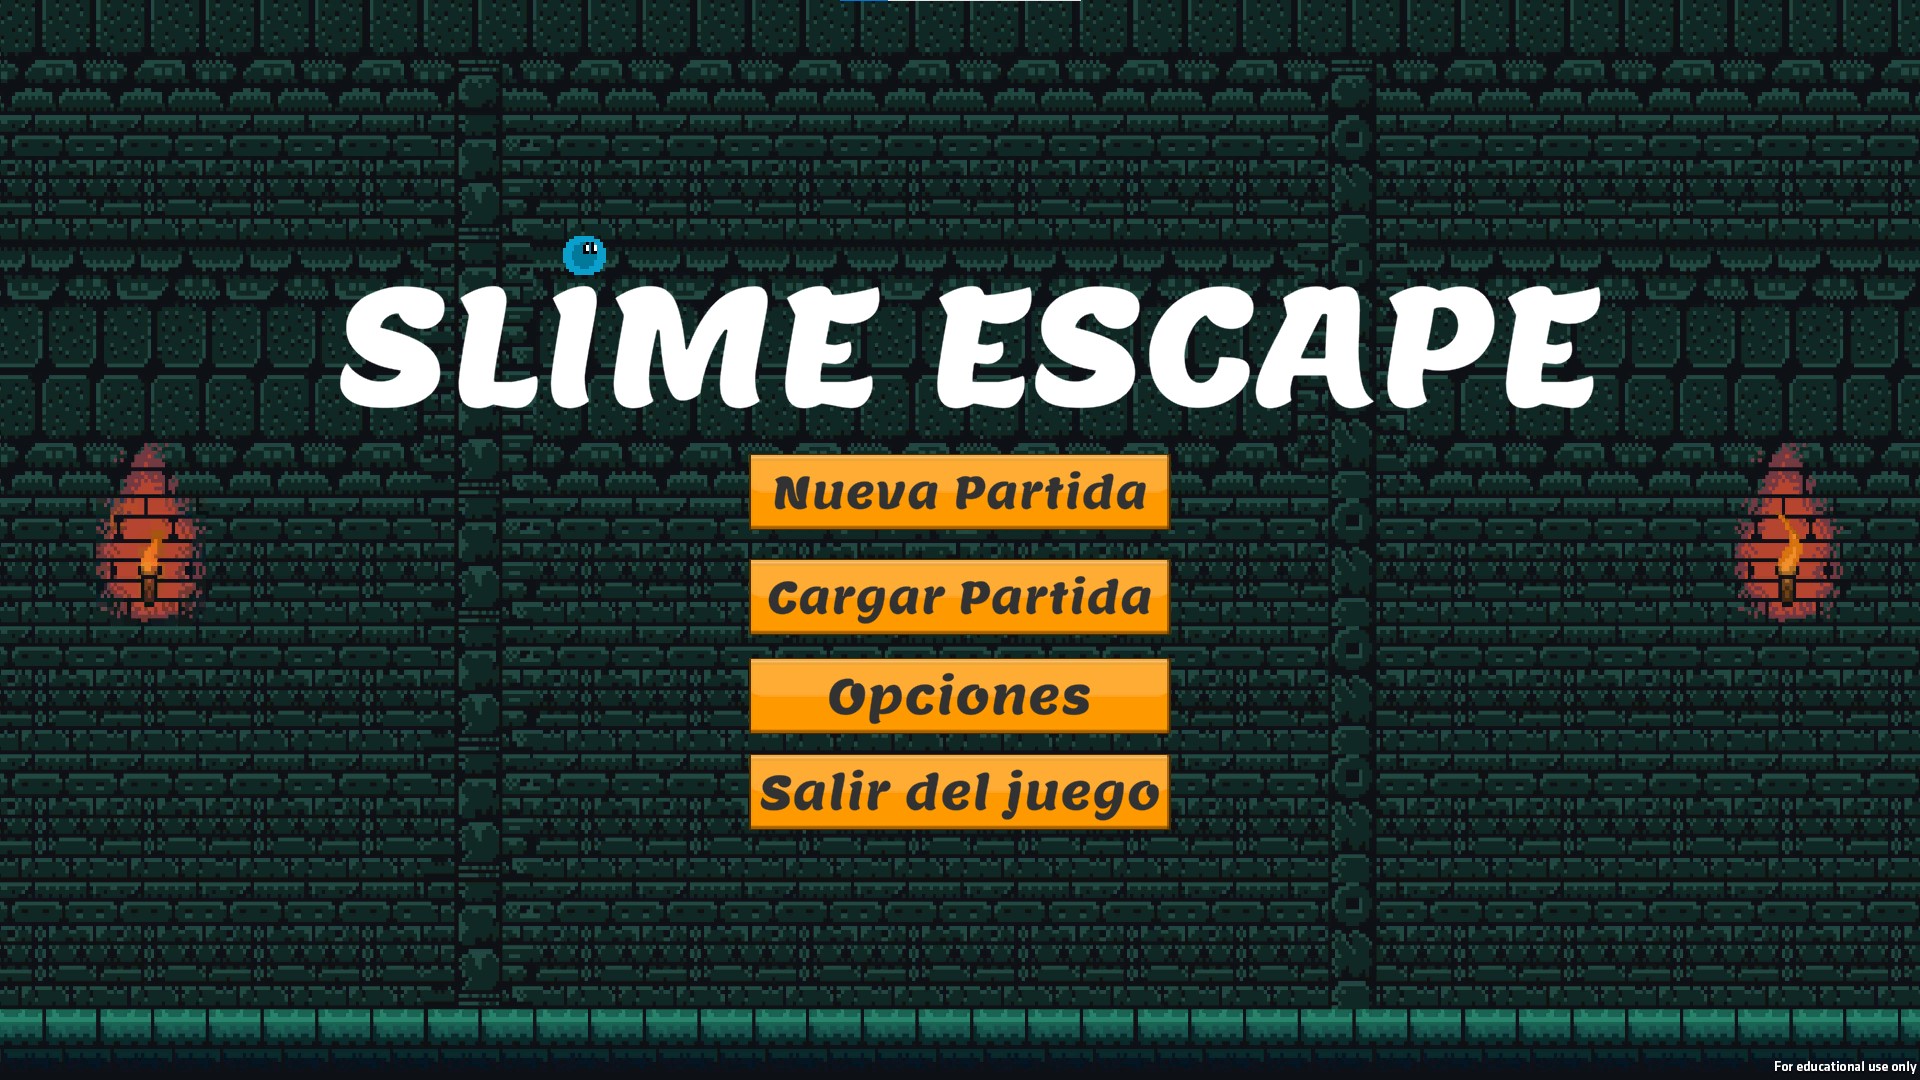 SLIME ESCAPE
Nueva Partida
Cargar Partida
Opciones
Salir del juego
For educational use only